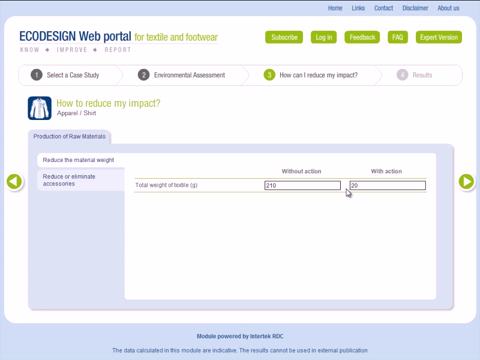 Home Links Contact Disclaimer About us
ECODESIGN Web portal for textile and footwear
KNOW IMPROVE REPORT
Subscribe Log in Feedback FAQ Expert Version
1 Select a Case Study 2 Environmental Assessment 3 How can I reduce my impact? 4 Results
How to reduce my impact?
Apparel / Shirt
Production of Raw Materials
Reduce the material weight
Reduce or eliminate
accessories
Without action With action
Total weight of textile (g) 210 20
Module powered by Intertek RDC
The data calculated in this module are indicative. The results cannot be used in external publication